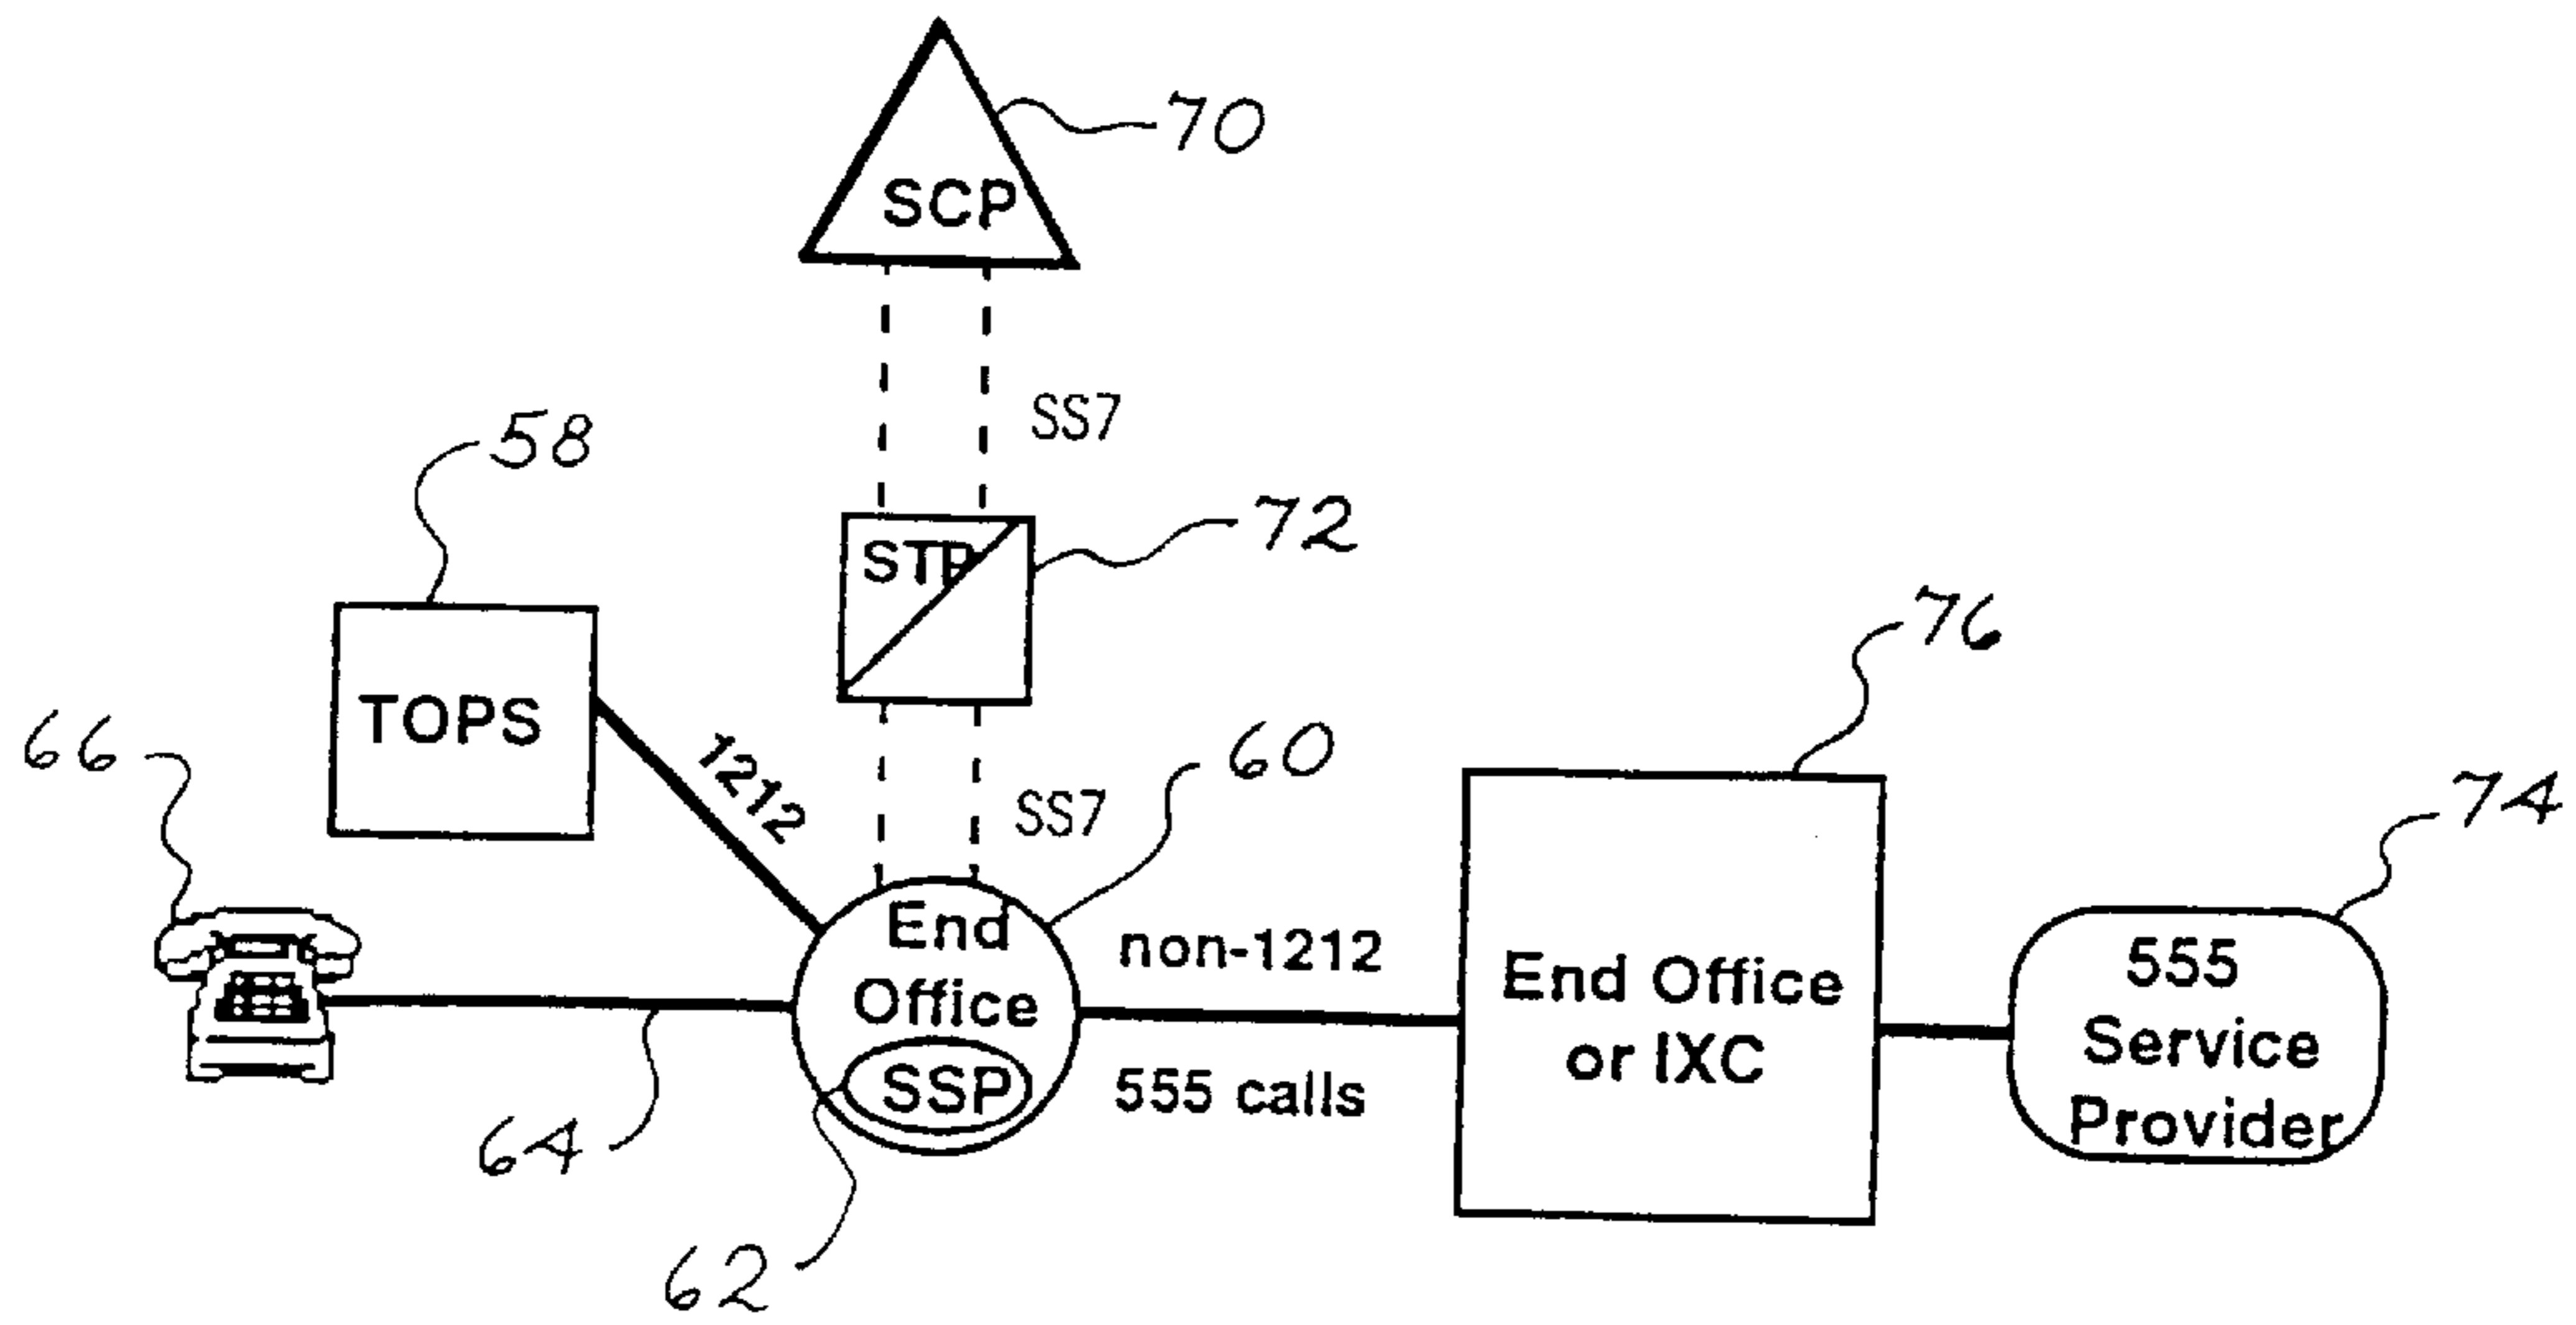 70
SCP
SS7
58
72
STP
76
TOPS
66
1212
60
SS7
74
End
Office
SSP
non-1212
555 calls
End Office
or IXC
555
Service
Provider
64
62